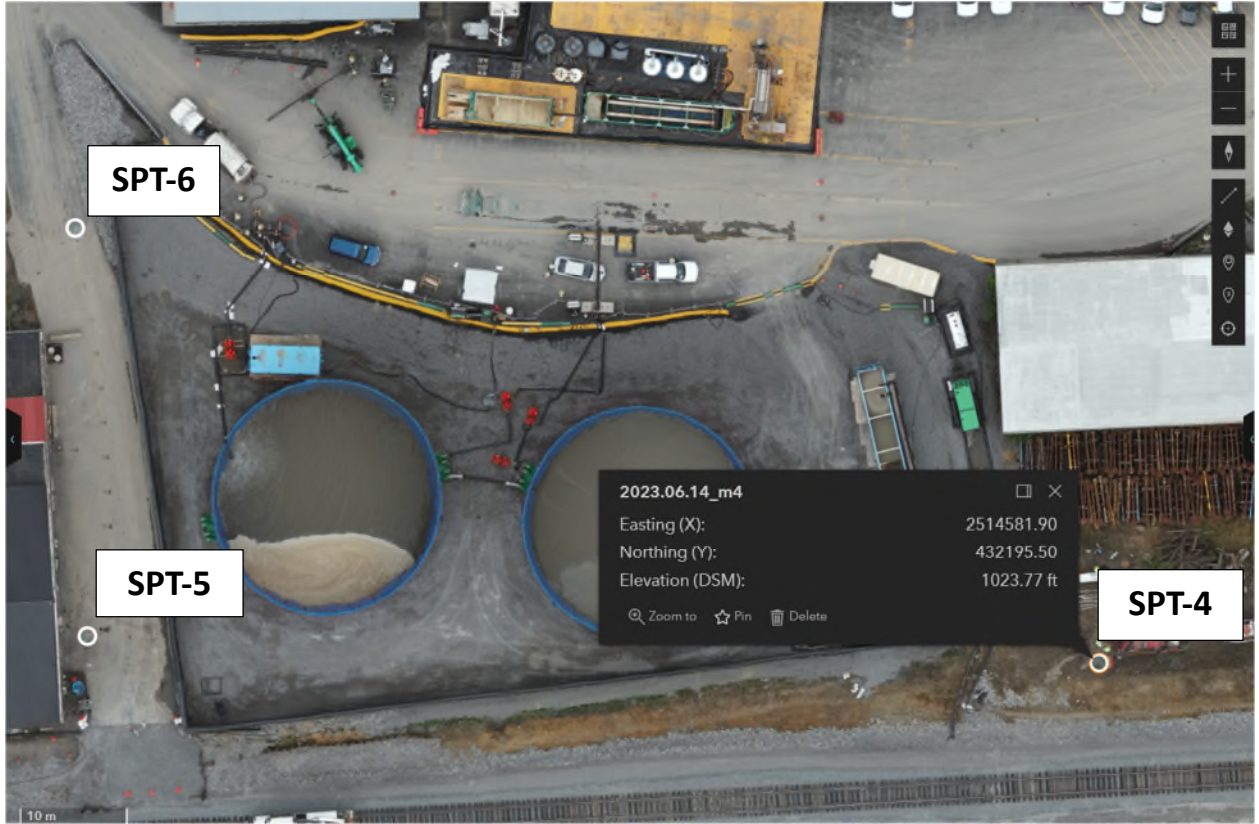 SPT-6
2023.06.14_m4
Easting (X): 2514581.90
Northing (Y): 432195.50
Elevation (DSM): 1023.77 ft
Zoom to Pin Delete
SPT-5
SPT-4
10 m